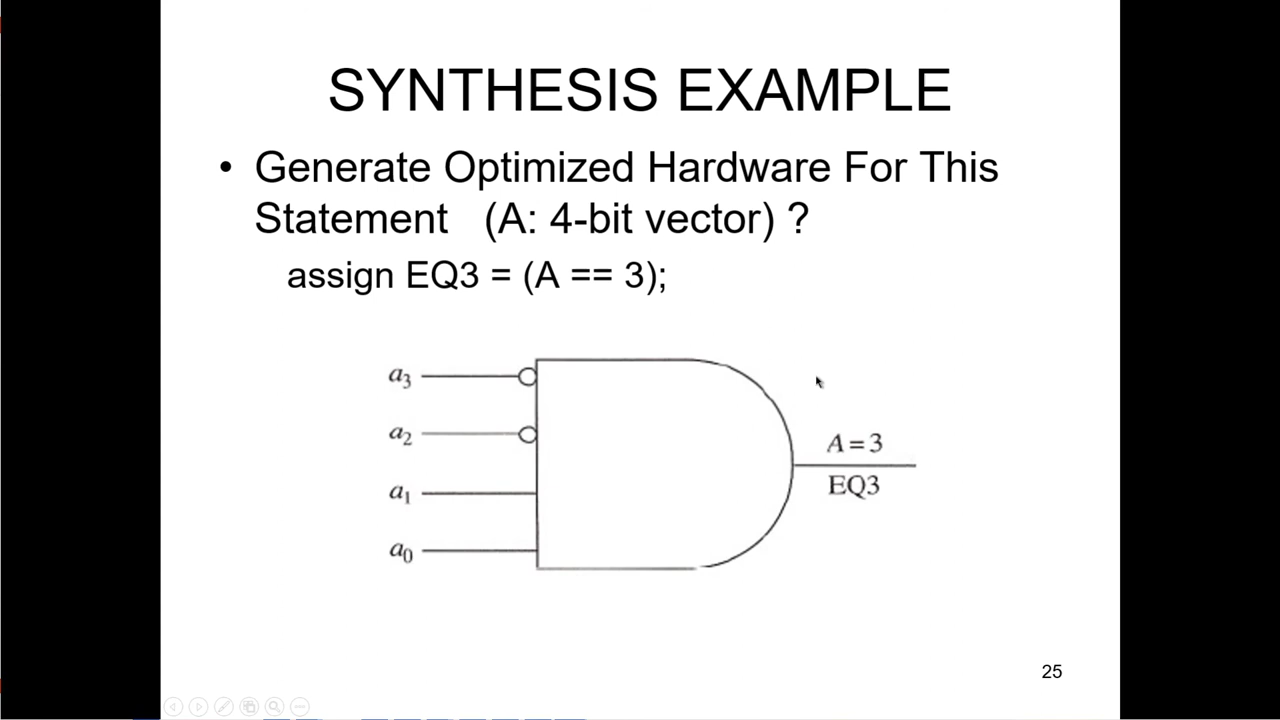 SYNTHESIS EXAMPLE
• Generate Optimized Hardware For This
Statement (A: 4-bit vector) ?
assign EQ3 = (A == 3);
a₃
a₂
a₁
a₀
A = 3
EQ3
25